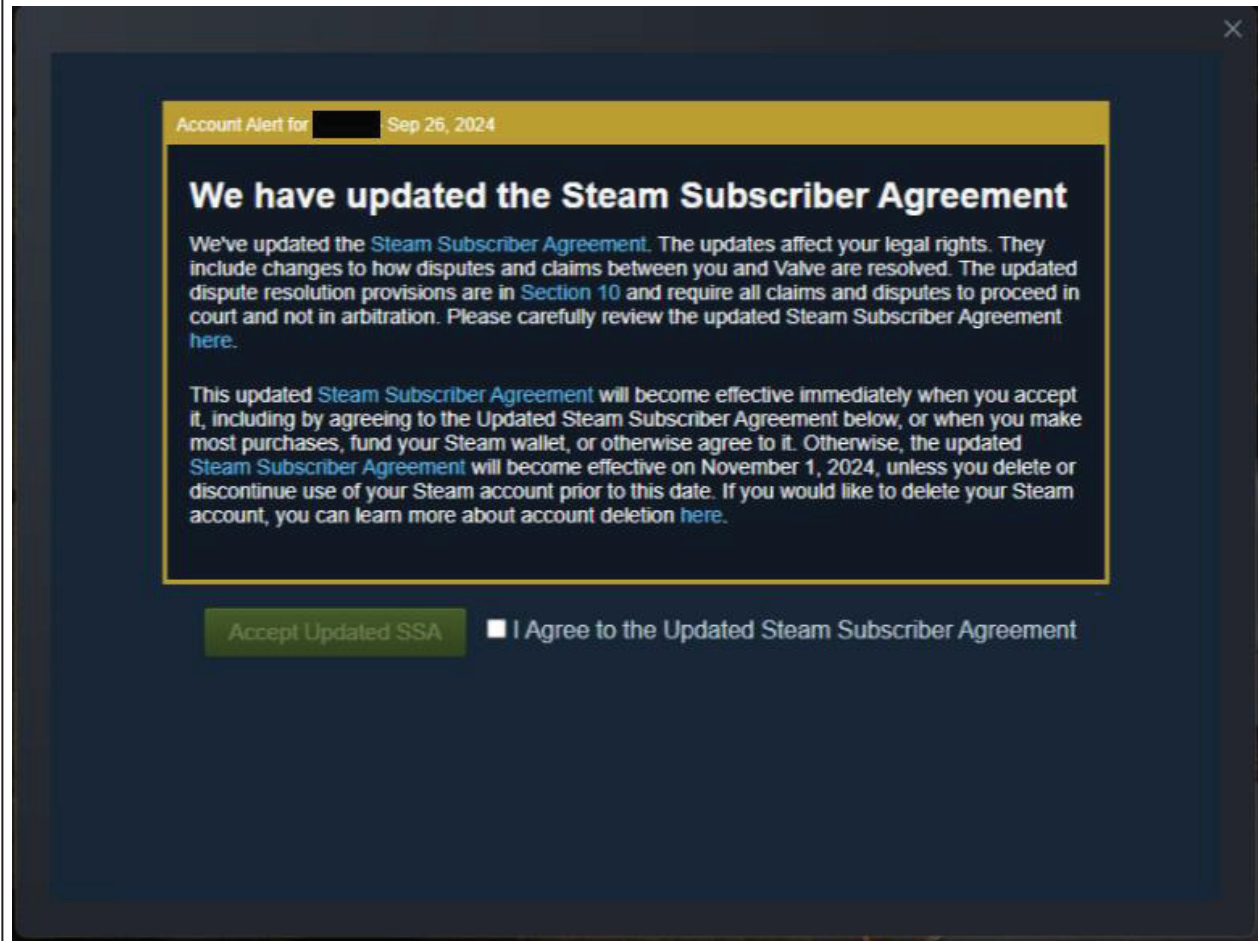 Account Alert for - Sep 26, 2024
We have updated the Steam Subscriber Agreement
We've updated the Steam Subscriber Agreement. The updates affect your legal rights. They
include changes to how disputes and claims between you and Valve are resolved. The updated
dispute resolution provisions are in Section 10 and require all claims and disputes to proceed in
court and not in arbitration. Please carefully review the updated Steam Subscriber Agreement
here.
This updated Steam Subscriber Agreement will become effective immediately when you accept
it, including by agreeing to the Updated Steam Subscriber Agreement below, or when you make
most purchases, fund your Steam wallet, or otherwise agree to it. Otherwise, the updated
Steam Subscriber Agreement will become effective on November 1, 2024, unless you delete or
discontinue use of your Steam account prior to this date. If you would like to delete your Steam
account, you can learn more about account deletion here.
Accept Updated SSA I Agree to the Updated Steam Subscriber Agreement